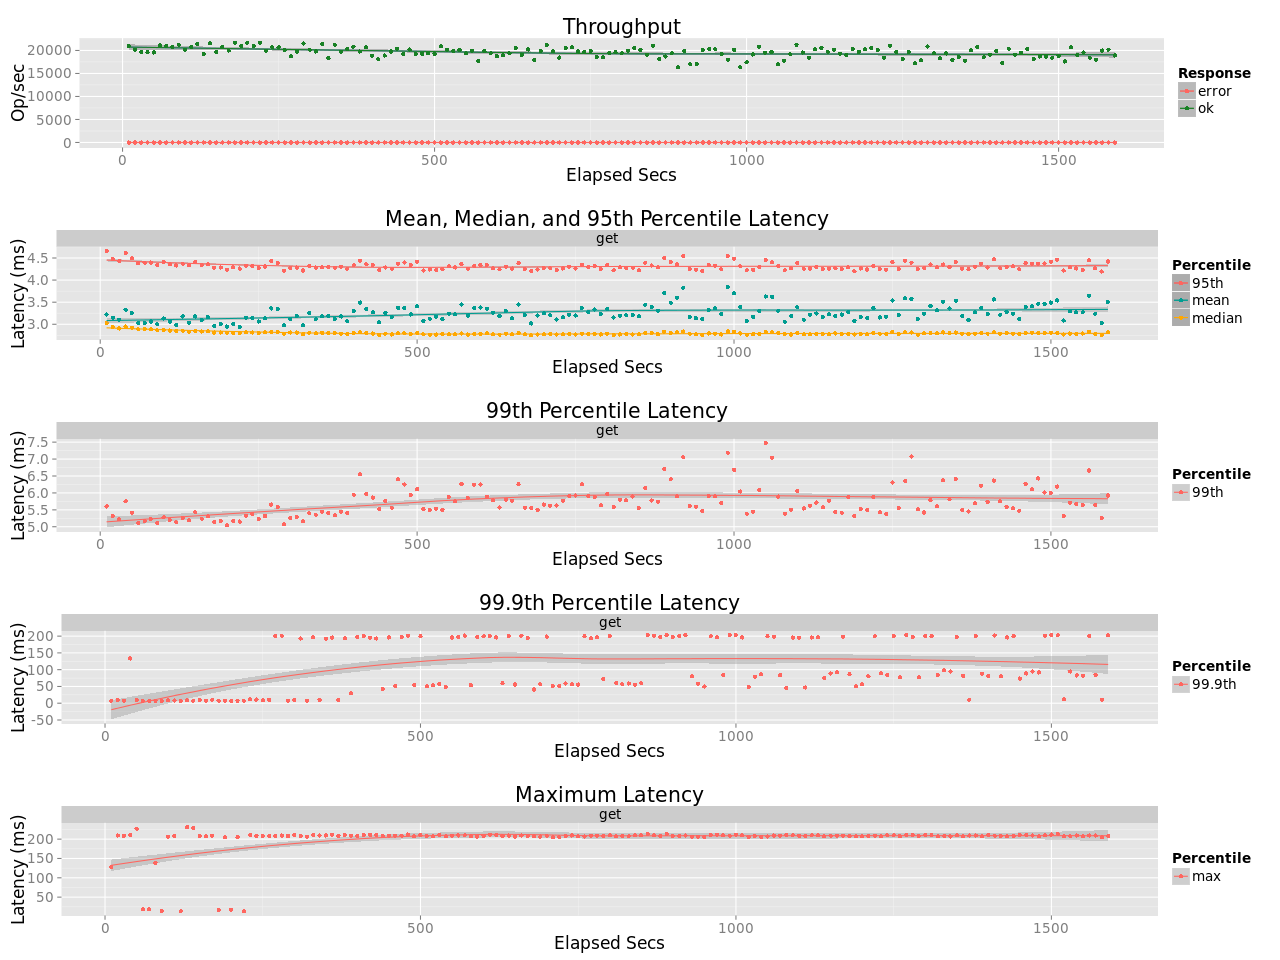 Throughput
Op/sec
20000
15000
10000
5000
0
0 500 1000 1500
Elapsed Secs
Response
error
ok
Mean, Median, and 95th Percentile Latency
get
Latency (ms)
4.5
4.0
3.5
3.0
0 500 1000 1500
Elapsed Secs
Percentile
95th
mean
median
99th Percentile Latency
get
Latency (ms)
7.5
7.0
6.5
6.0
5.5
5.0
0 500 1000 1500
Elapsed Secs
Percentile
99th
99.9th Percentile Latency
get
Latency (ms)
200
150
100
50
0
-50
0 500 1000 1500
Elapsed Secs
Percentile
99.9th
Maximum Latency
get
Latency (ms)
200
150
100
50
0 500 1000 1500
Elapsed Secs
Percentile
max